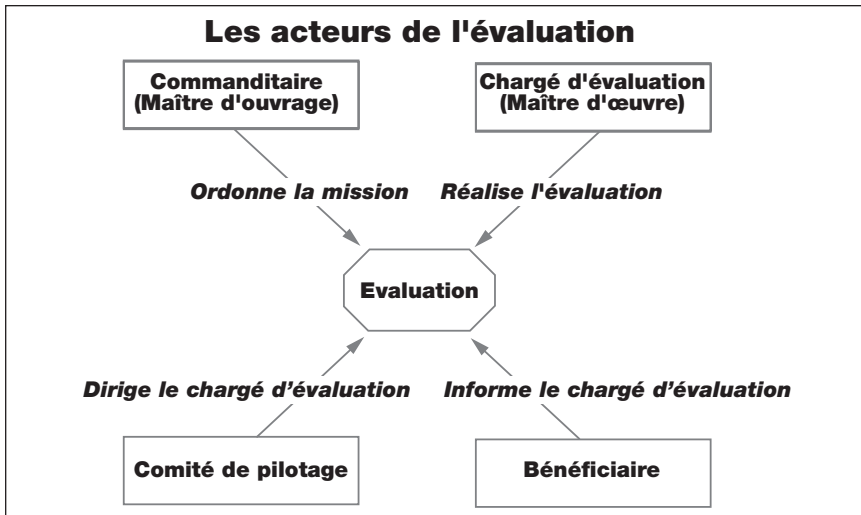 Les acteurs de l'évaluation
Commanditaire
(Maître d'ouvrage)
Chargé d'évaluation
(Maître d'œuvre)
Ordonne la mission
Réalise l'évaluation
Evaluation
Dirige le chargé d'évaluation
Informe le chargé d'évaluation
Comité de pilotage
Bénéficiaire